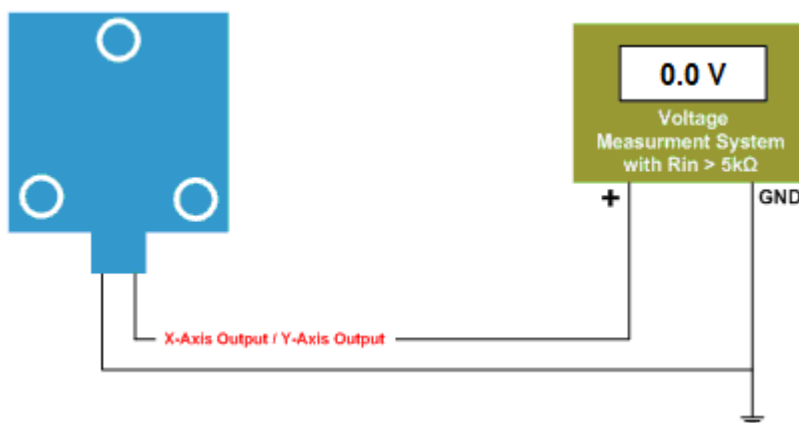 0.0 V
Voltage
Measurment System
with Rin > 5kΩ
+
GND
X-Axis Output / Y-Axis Output